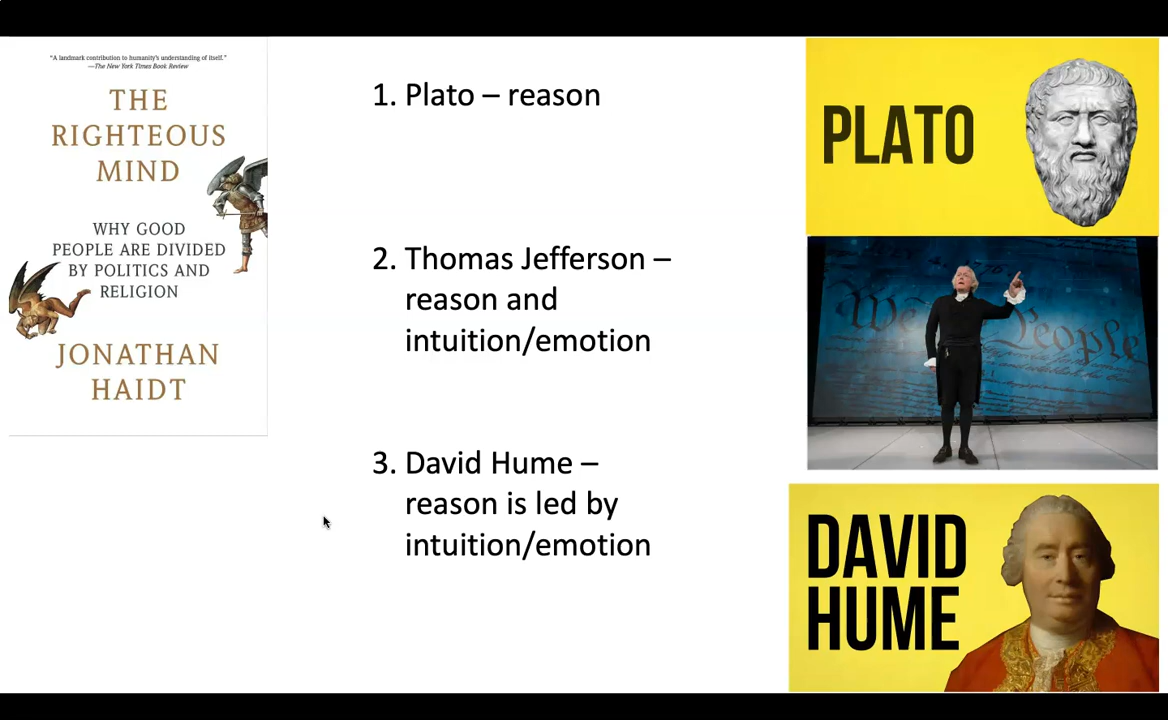 "A landmark contribution to humanity's understanding of itself."
—The New York Times Book Review
THE
RIGHTEOUS
MIND
WHY GOOD
PEOPLE ARE DIVIDED
BY POLITICS AND
RELIGION
JONATHAN
HAIDT
1. Plato – reason
2. Thomas Jefferson –
reason and
intuition/emotion
3. David Hume –
reason is led by
intuition/emotion
PLATO
We
People
DAVID
HUME